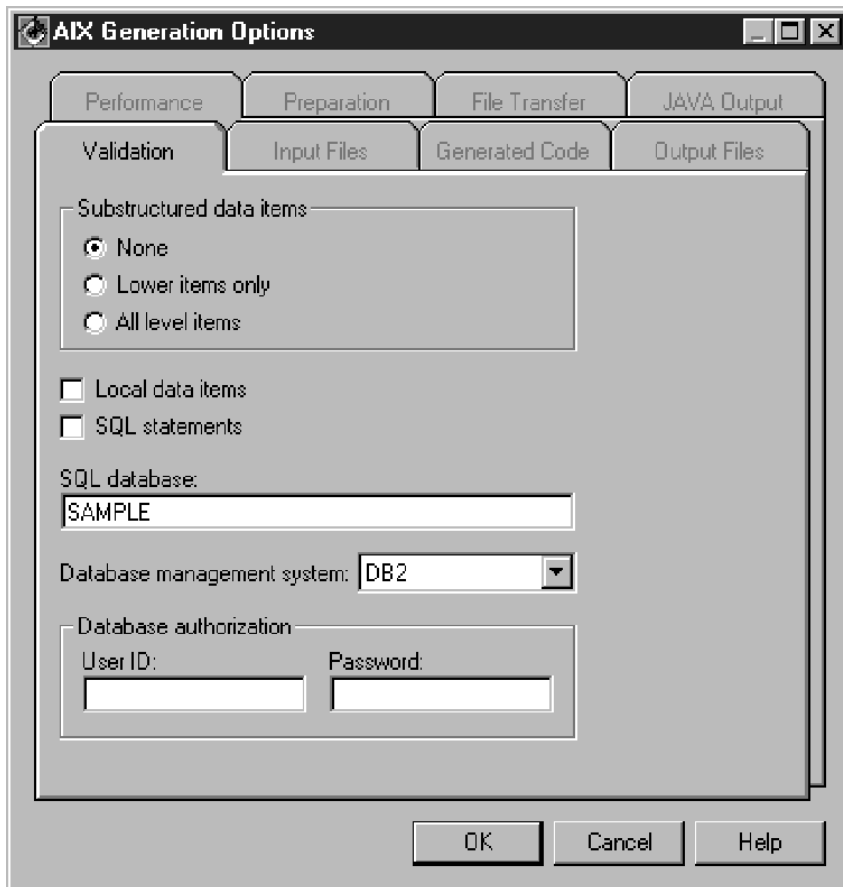 AIX Generation Options
Performance Preparation File Transfer JAVA Output
Validation Input Files Generated Code Output Files
Substructured data items
None
Lower items only
All level items
Local data items
SQL statements
SQL database:
SAMPLE
Database management system: DB2
Database authorization
User ID: Password:
OK Cancel Help